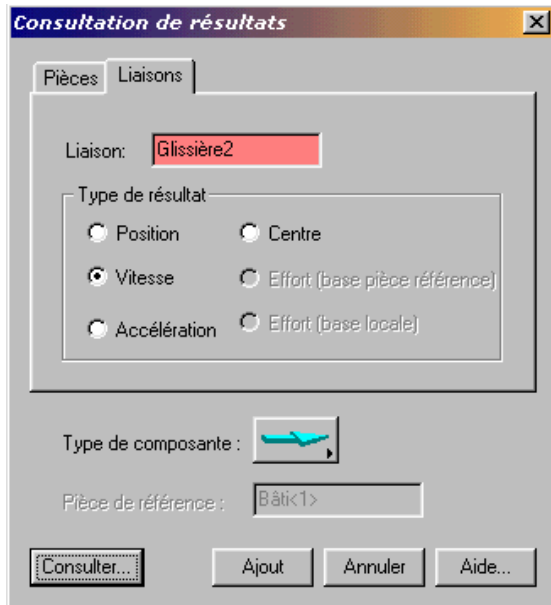 Consultation de résultats
Pièces Liaisons
Liaison: Glissière2
Type de résultat
Position Centre
Vitesse Effort (base pièce référence)
Accélération Effort (base locale)
Type de composante :
Pièce de référence : Bâti<1>
Consulter... Ajout Annuler Aide...